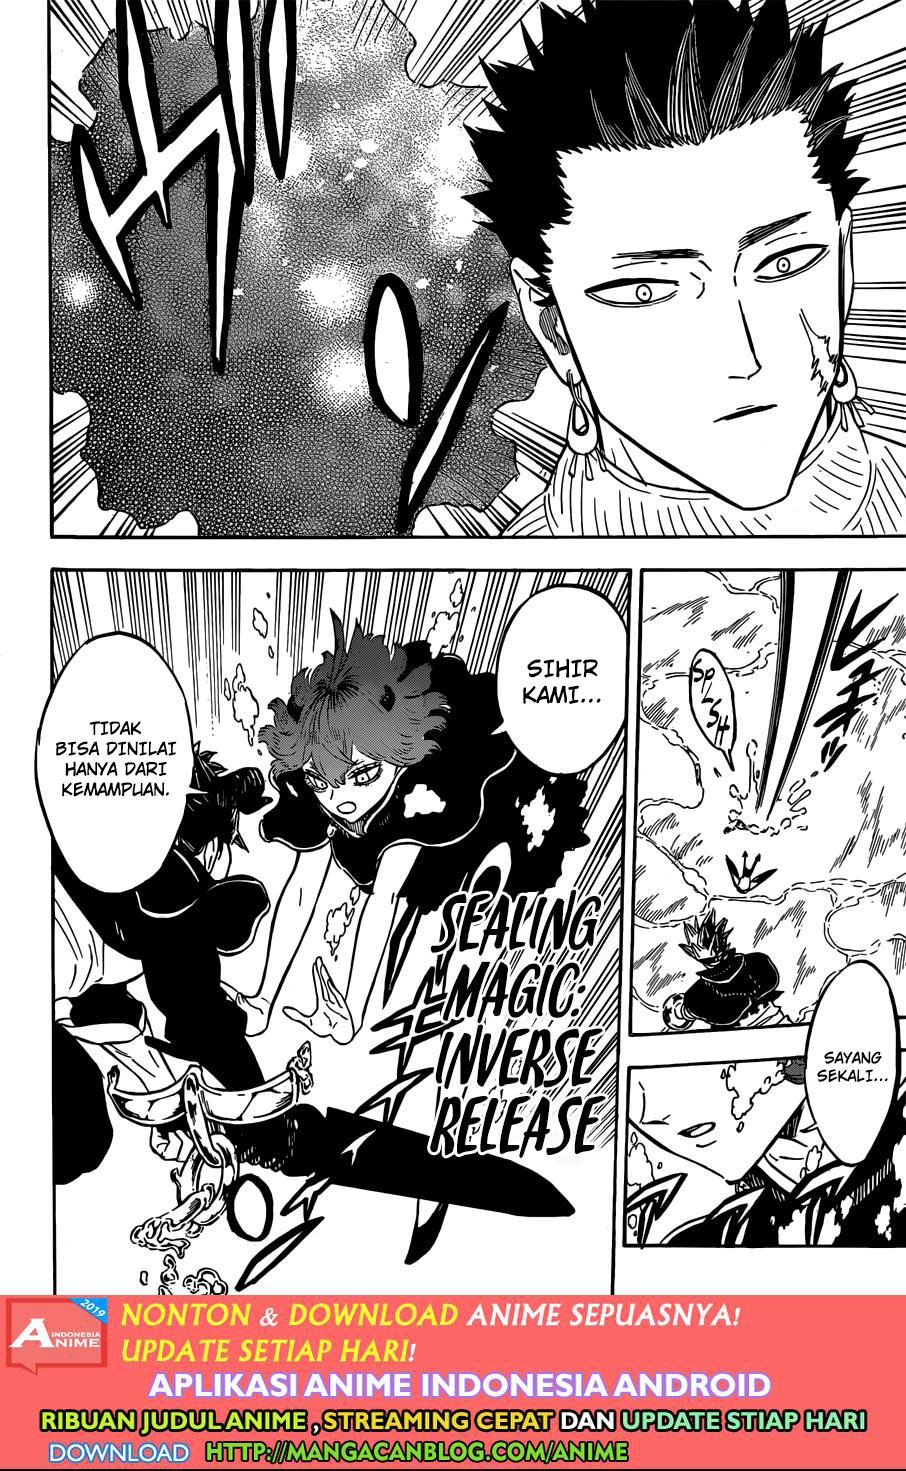 SPLSH
SAYANG
SEKALI...
SIHIR
KAMI...
TIDAK
BISA DINILAI
HANYA DARI
KEMAMPUAN.
SEALING
MAGIC:
INVERSE
RELEASE
2019
INDONESIA
ANIME
NONTON & DOWNLOAD ANIME SEPUASNYA!
UPDATE SETIAP HARI!
APLIKASI ANIME INDONESIA ANDROID
RIBUAN JUDUL ANIME , STREAMING CEPAT DAN UPDATE STIAP HARI
DOWNLOAD HTTP://MANGACANBLOG.COM/ANIME